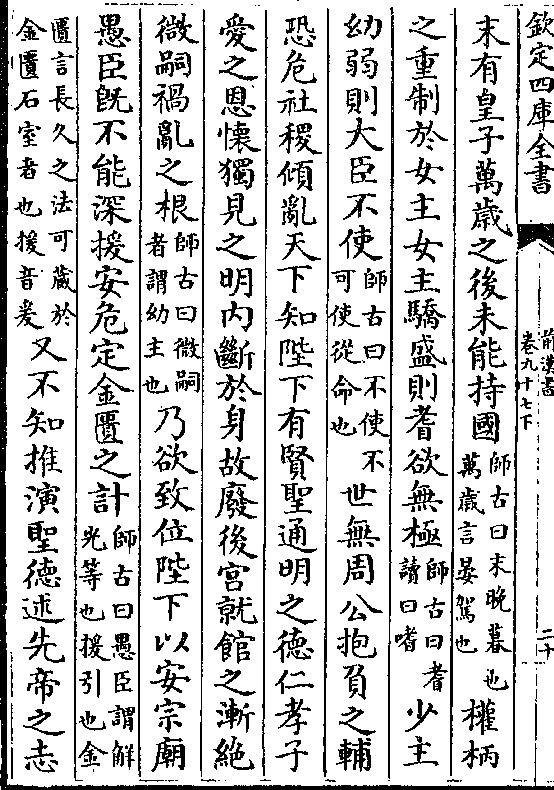 欽定四庫全書
前漢書
卷九十七下
二十
末有皇子萬歳之後未能持國師古曰末晚暮也萬歳言晏駕也權柄
之重制於女主女主驕盛則耆欲無極師古曰耆讀曰嗜少主
幼弱則大臣不使師古曰不使不可使從命也世無周公抱負之輔
恐危社稷傾亂天下知陛下有賢聖通明之德仁孝子
愛之恩懷獨見之明内斷於身故廢後宮就館之漸絶
微嗣禍亂之根師古曰微嗣者謂幼主也乃欲致位陛下以安宗廟
愚臣既不能深援安危定金匱之計師古曰愚臣謂解光等也援引也金
匱言長久之法可藏於金匱石室者也援音爰又不知推演聖德述先帝之志